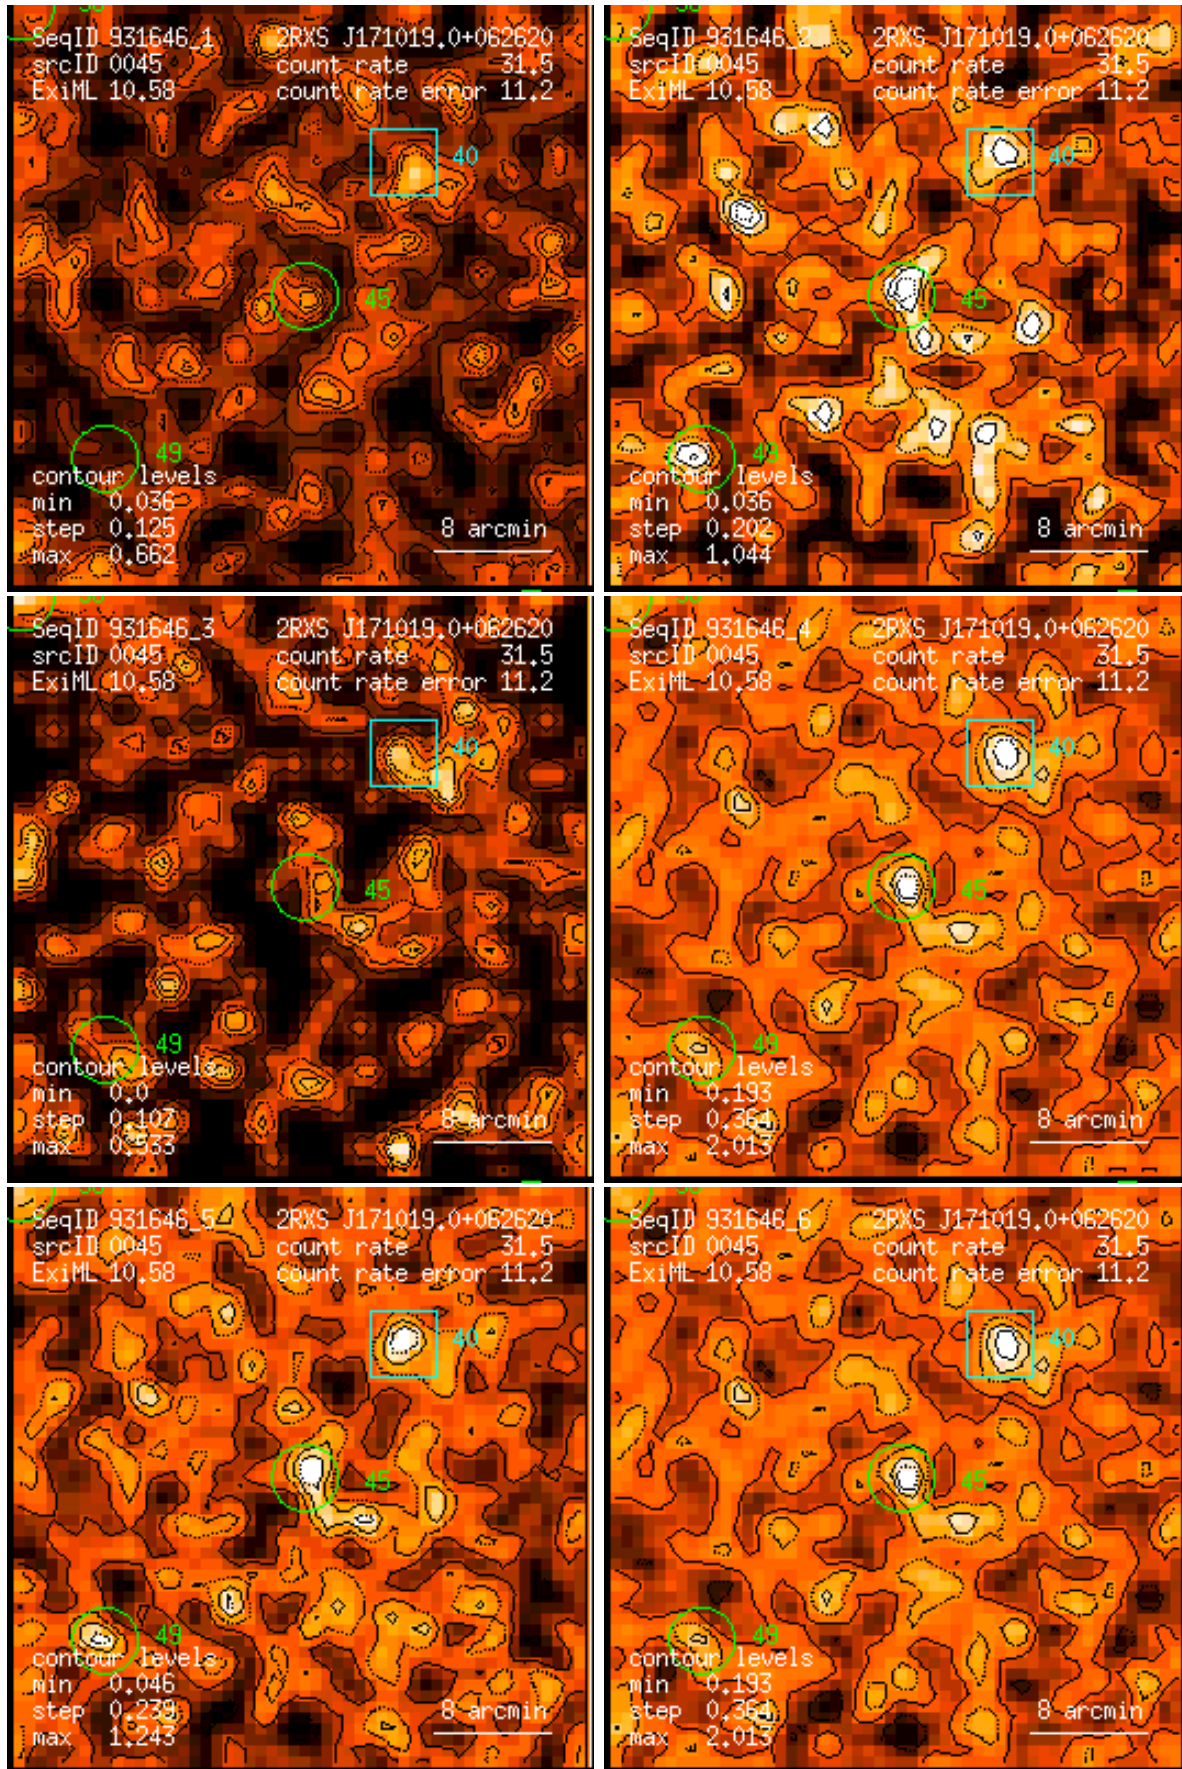 SeqID 931646_1 2RXS J171019.0+062620
srcID 0045 count rate 31.5
ExiML 10.58 count rate error 11.2
40
45
49
contour levels
min 0.036
step 0.125 8 arcmin
max 0.662
SeqID 931646_2 2RXS J171019.0+062620
srcID 0045 count rate 31.5
ExiML 10.58 count rate error 11.2
40
45
49
contour levels
min 0.036
step 0.202 8 arcmin
max 1.044
SeqID 931646_3 2RXS J171019.0+062620
srcID 0045 count rate 31.5
ExiML 10.58 count rate error 11.2
40
45
49
contour levels
min 0.0
step 0.107 8 arcmin
max 0.533
SeqID 931646_4 2RXS J171019.0+062620
srcID 0045 count rate 31.5
ExiML 10.58 count rate error 11.2
40
45
49
contour levels
min 0.193
step 0.364 8 arcmin
max 2.013
SeqID 931646_5 2RXS J171019.0+062620
srcID 0045 count rate 31.5
ExiML 10.58 count rate error 11.2
40
45
49
contour levels
min 0.046
step 0.239 8 arcmin
max 1.243
SeqID 931646_6 2RXS J171019.0+062620
srcID 0045 count rate 31.5
ExiML 10.58 count rate error 11.2
40
45
49
contour levels
min 0.193
step 0.364 8 arcmin
max 2.013